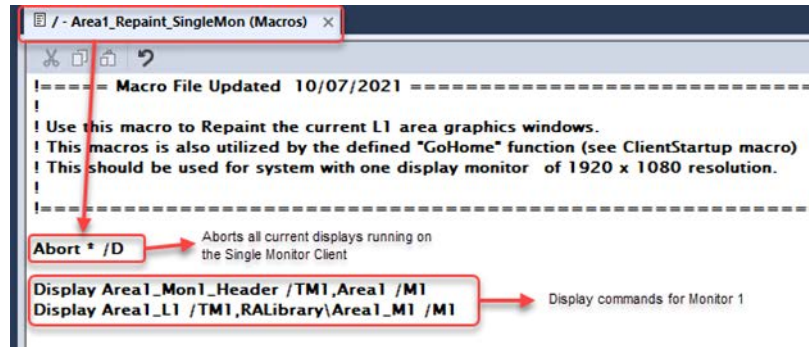 / - Area1_Repaint_SingleMon (Macros)
!===== Macro File Updated  10/07/2021 ==============================
!
! Use this macro to Repaint the current L1 area graphics windows.
! This macros is also utilized by the defined "GoHome" function (see ClientStartup macro)
! This should be used for system with one display monitor  of 1920 x 1080 resolution.
!
!==========================================================
Abort * /D
Aborts all current displays running on
the Single Monitor Client
Display Area1_Mon1_Header /TM1,Area1 /M1
Display Area1_L1 /TM1,RALibrary\Area1_M1 /M1
Display commands for Monitor 1